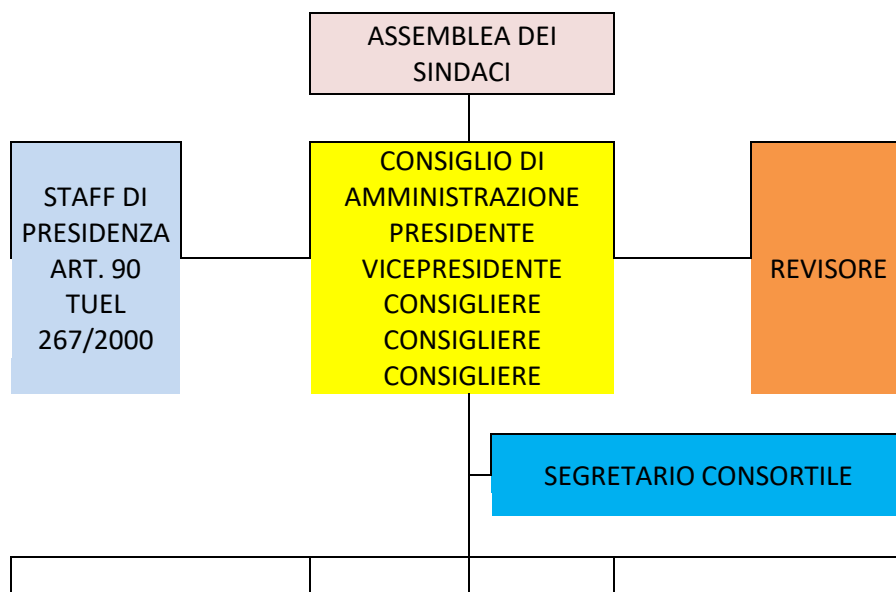 ASSEMBLEA DEI
SINDACI
STAFF DI
PRESIDENZA
ART. 90
TUEL
267/2000
CONSIGLIO DI
AMMINISTRAZIONE
PRESIDENTE
VICEPRESIDENTE
CONSIGLIERE
CONSIGLIERE
CONSIGLIERE
REVISORE
SEGRETARIO CONSORTILE